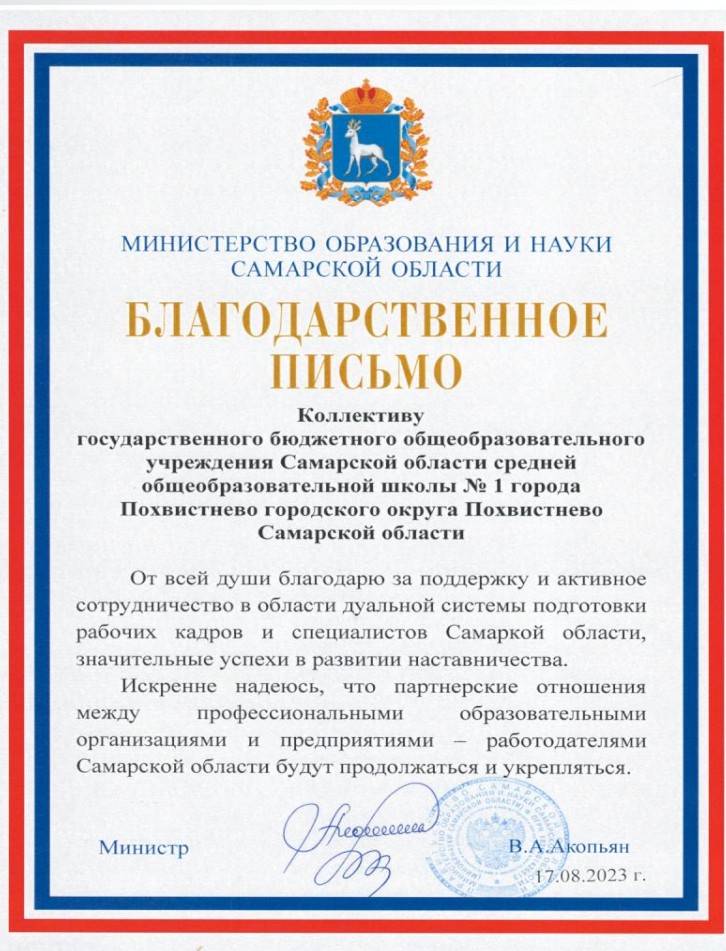 МИНИСТЕРСТВО ОБРАЗОВАНИЯ И НАУКИ
САМАРСКОЙ ОБЛАСТИ
БЛАГОДАРСТВЕННОЕ
ПИСЬМО
Коллективу
государственного бюджетного общеобразовательного
учреждения Самарской области средней
общеобразовательной школы № 1 города
Похвистнево городского округа Похвистнево
Самарской области
От всей души благодарю за поддержку и активное
сотрудничество в области дуальной системы подготовки
рабочих кадров и специалистов Самаркой области,
значительные успехи в развитии наставничества.
Искренне надеюсь, что партнерские отношения
между профессиональными образовательными
организациями и предприятиями – работодателями
Самарской области будут продолжаться и укрепляться.
Министр
В.А.Акопьян
17.08.2023 г.